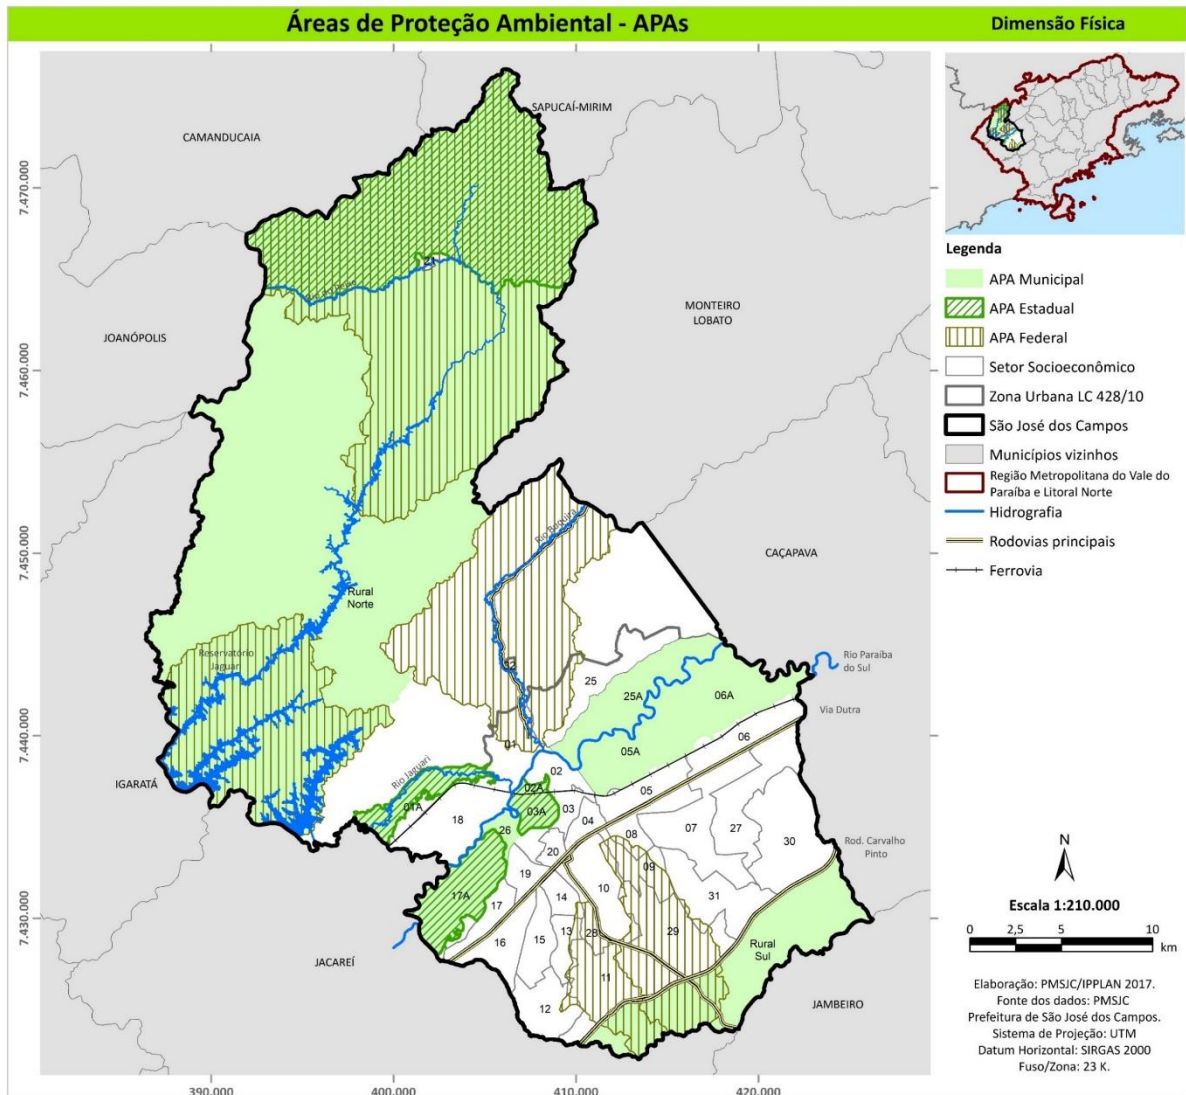 Áreas de Proteção Ambiental - APAs
Dimensão Física
SAPUCAÍ-MIRIM
CAMANDUCAIA
7.470.000
21
MONTEIRO
LOBATO
JOANÓPOLIS
7.460.000
Rio Buquira
CAÇAPAVA
7.450.000
Rural
Norte
Reservatório
Jaguari
Rio Paraíba
do Sul
25
25A
06A
Via Dutra
7.440.000
01
05A
06
IGARATÁ
Rio Jaguari
02
02A
05
01A
03A
03
04
18
26
08
07
27
30
Rod. Carvalho
Pinto
20
09
19
10
17A
14
31
17
7.430.000
16
15
13
28
29
Rural
Sul
JACAREÍ
11
12
JAMBEIRO
390.000
400.000
410.000
420.000
Legenda
APA Municipal
APA Estadual
APA Federal
Setor Socioeconômico
Zona Urbana LC 428/10
São José dos Campos
Municípios vizinhos
Região Metropolitana do Vale do
Paraíba e Litoral Norte
Hidrografia
Rodovias principais
Ferrovia
N
Escala 1:210.000
0 2,5 5 10
km
Elaboração: PMSJC/IPPLAN 2017.
Fonte dos dados: PMSJC
Prefeitura de São José dos Campos.
Sistema de Projeção: UTM
Datum Horizontal: SIRGAS 2000
Fuso/Zona: 23 K.